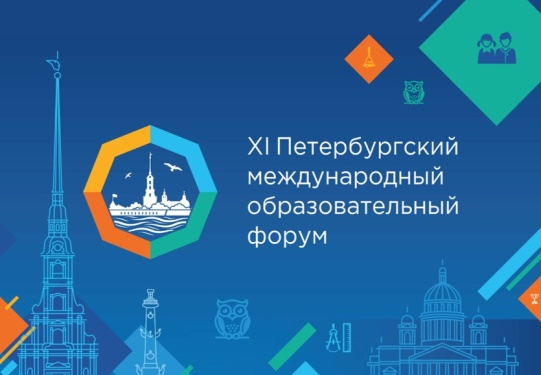 XI Петербургский
международный
образовательный
форум